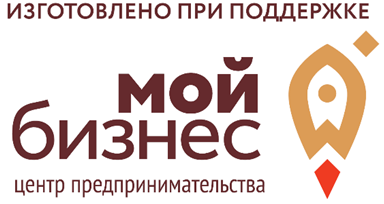 ИЗГОТОВЛЕНО ПРИ ПОДДЕРЖКЕ
мой
бизнес
центр предпринимательства